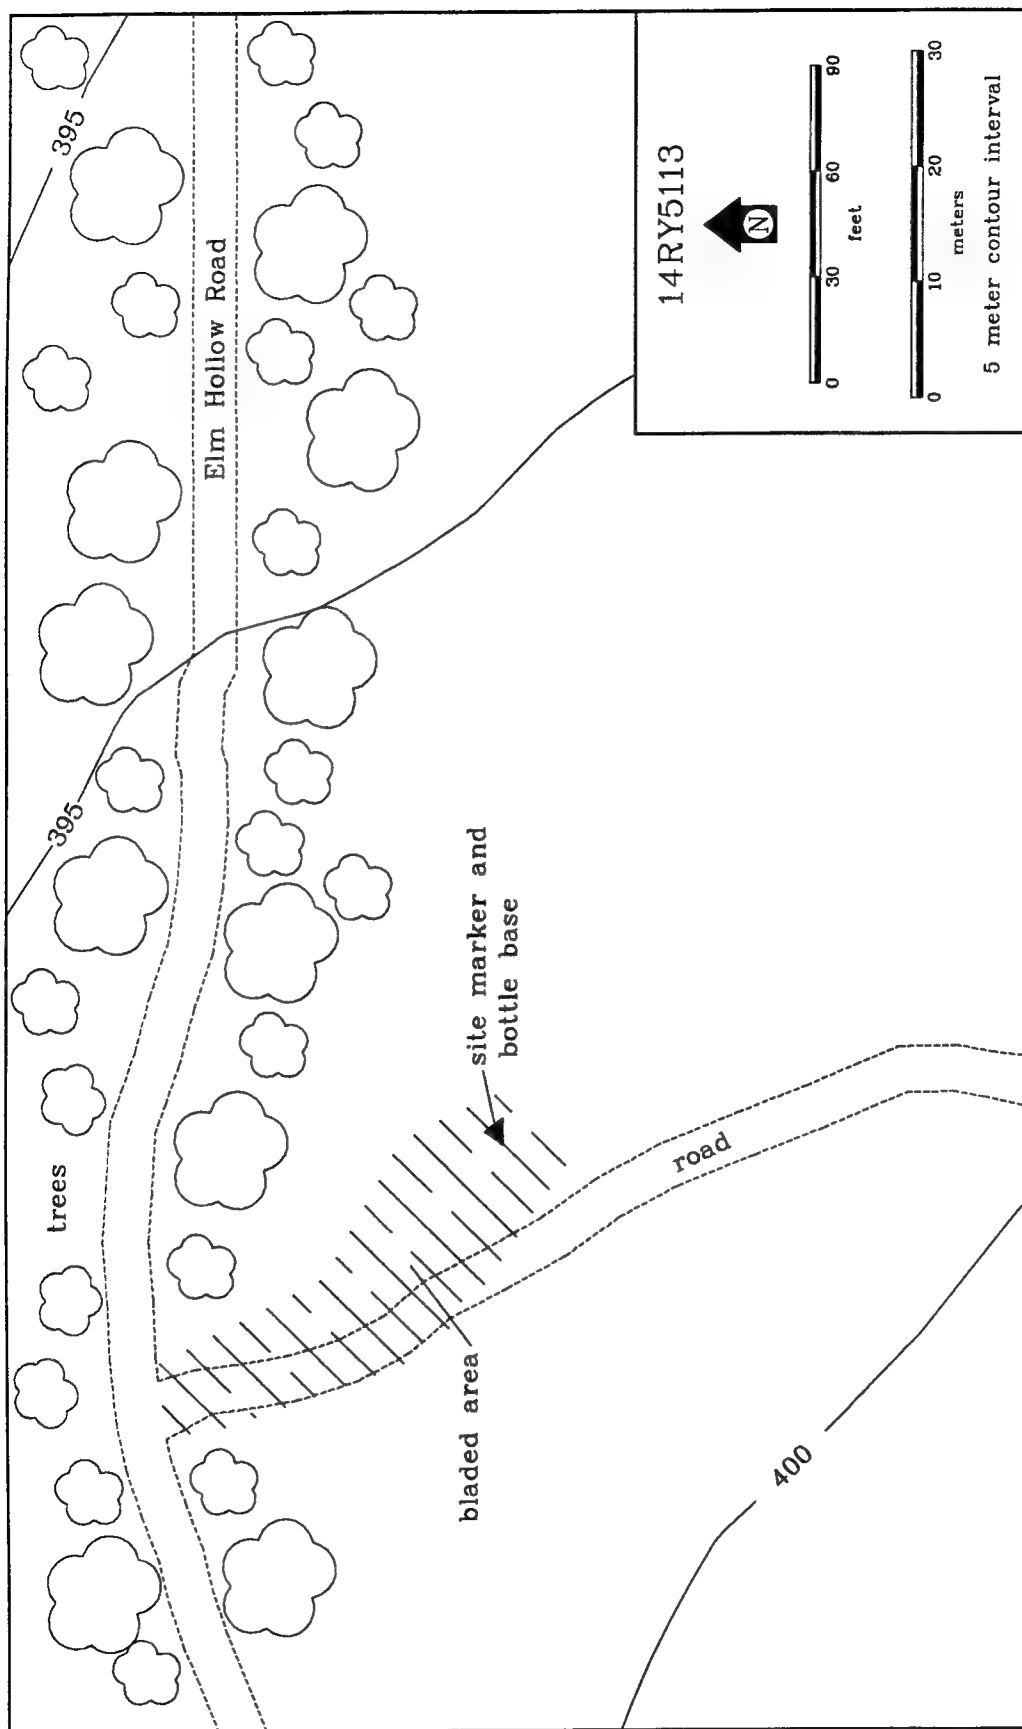 395
Elm Hollow Road
395
trees
site marker and
bottle base
road
bladed area
400
14RY5113
N
0 30 60 90
feet
0 10 20 30
meters
5 meter contour interval